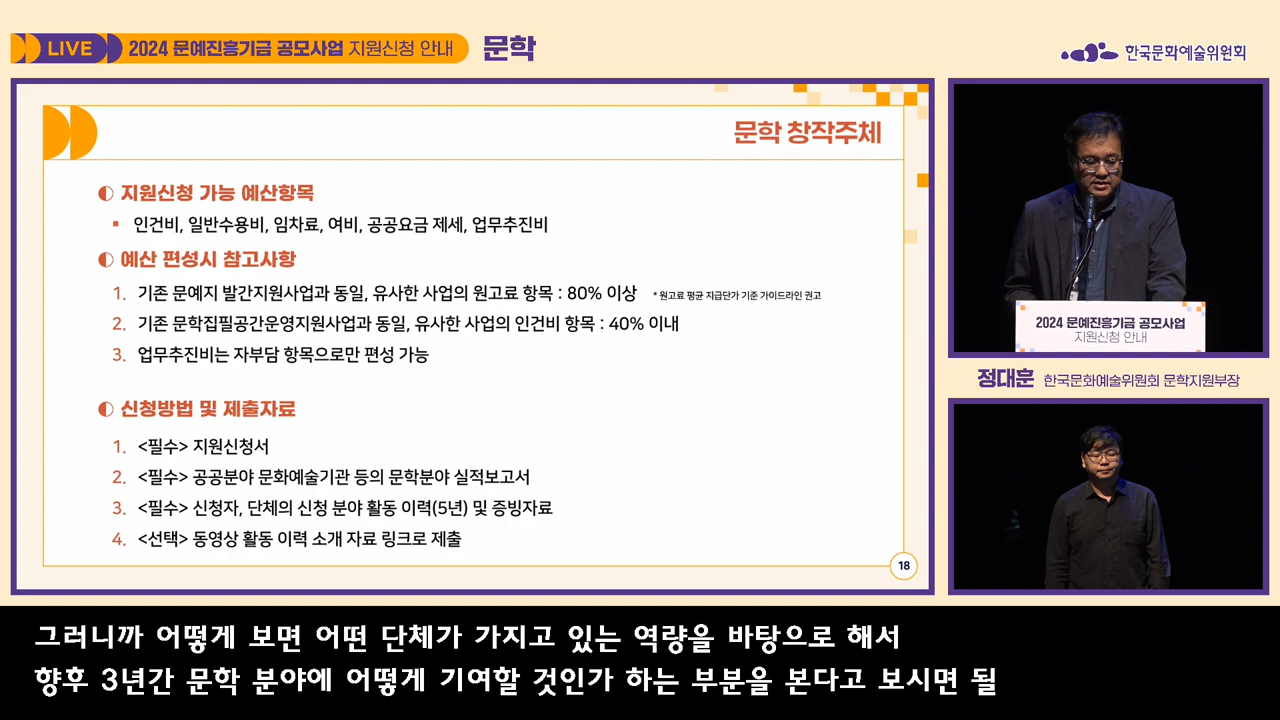 LIVE 2024 문예진흥기금 공모사업 지원신청 안내 문학
한국문화예술위원회
문학 창작주체
지원신청 가능 예산항목
인건비, 일반수용비, 임차료, 여비, 공공요금 제세, 업무추진비
예산 편성시 참고사항
1. 기존 문예지 발간지원사업과 동일, 유사한 사업의 원고료 항목 : 80% 이상 * 원고료 평균 지급단가 기준 가이드라인 권고
2. 기존 문학집필공간운영지원사업과 동일, 유사한 사업의 인건비 항목 : 40% 이내
3. 업무추진비는 자부담 항목으로만 편성 가능
신청방법 및 제출자료
1. <필수> 지원신청서
2. <필수> 공공분야 문화예술기관 등의 문학분야 실적보고서
3. <필수> 신청자, 단체의 신청 분야 활동 이력(5년) 및 증빙자료
4. <선택> 동영상 활동 이력 소개 자료 링크로 제출
18
2024 문예진흥기금 공모사업
지원신청 안내
정대훈 한국문화예술위원회 문학지원부장
그러니까 어떻게 보면 어떤 단체가 가지고 있는 역량을 바탕으로 해서
향후 3년간 문학 분야에 어떻게 기여할 것인가 하는 부분을 본다고 보시면 될